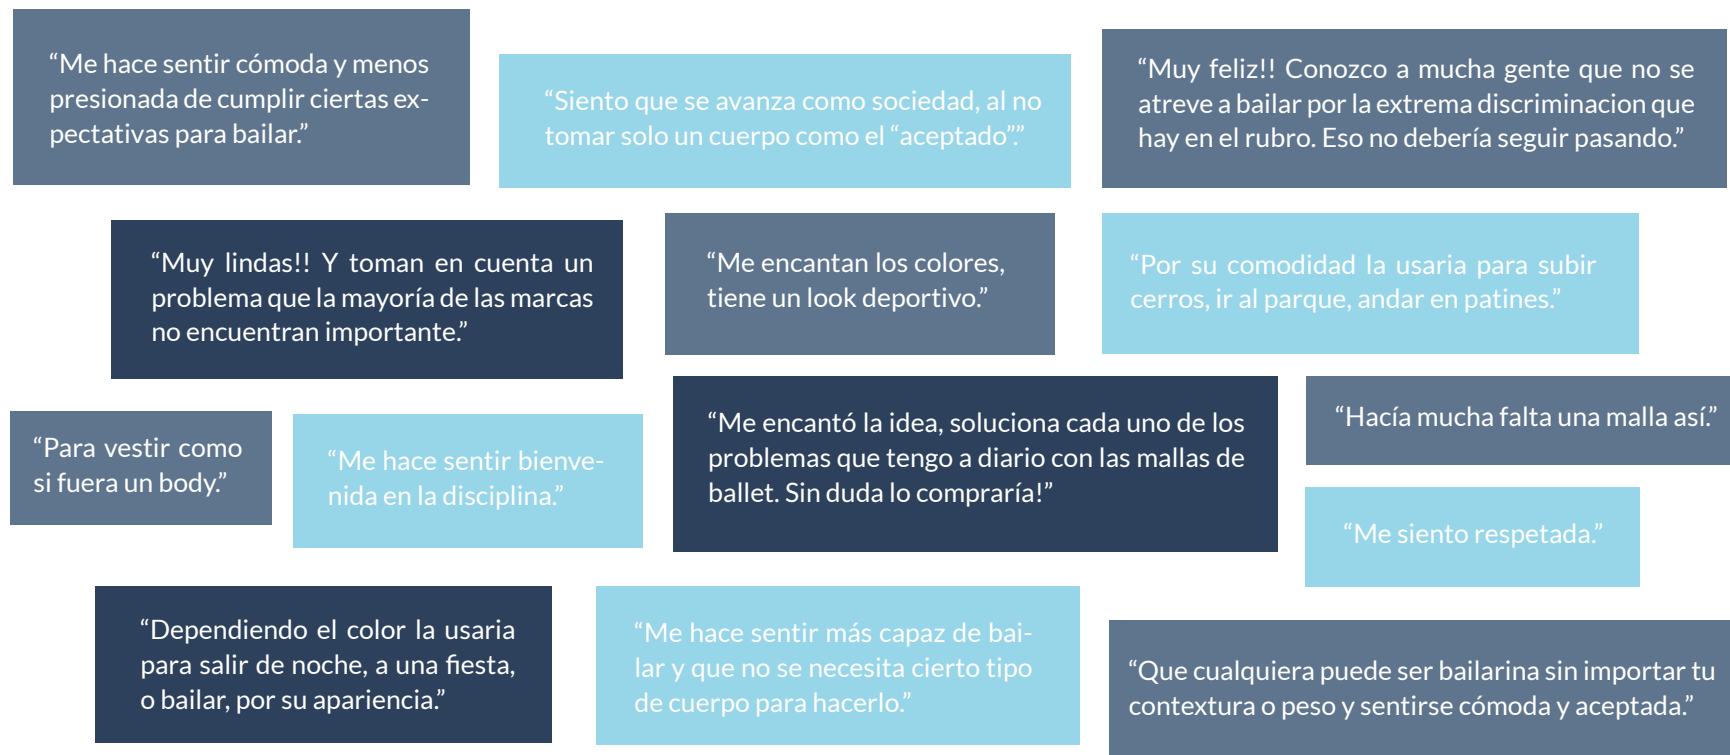 “Me hace sentir cómoda y menos
presionada de cumplir ciertas ex-
pectativas para bailar.”
“Siento que se avanza como sociedad, al no
tomar solo un cuerpo como el “aceptado””.
“Muy feliz!! Conozco a mucha gente que no se
atreve a bailar por la extrema discriminacion que
hay en el rubro. Eso no debería seguir pasando.”
“Muy lindas!! Y toman en cuenta un
problema que la mayoría de las marcas
no encuentran importante.”
“Me encantan los colores,
tiene un look deportivo.”
“Por su comodidad la usaria para subir
cerros, ir al parque, andar en patines.”
“Para vestir como
si fuera un body.”
“Me hace sentir bienve-
nida en la disciplina.”
“Me encantó la idea, soluciona cada uno de los
problemas que tengo a diario con las mallas de
ballet. Sin duda lo compraría!”
“Hacía mucha falta una malla así.”
“Me siento respetada.”
“Dependiendo el color la usaria
para salir de noche, a una fiesta,
o bailar, por su apariencia.”
“Me hace sentir más capaz de bai-
lar y que no se necesita cierto tipo
de cuerpo para hacerlo.”
“Que cualquiera puede ser bailarina sin importar tu
contextura o peso y sentirse cómoda y aceptada.”